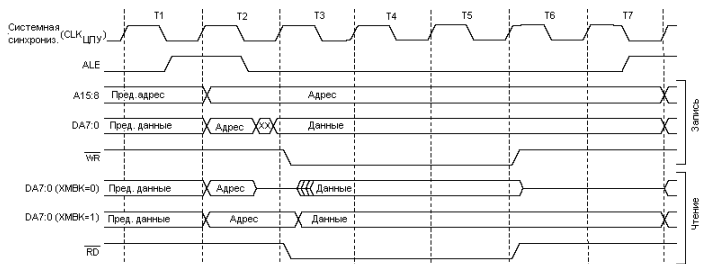 T1 T2 T3 T4 T5 T6 T7
Системная
синхрониз. (CLKЦПУ)
ALE
A15:8 Пред.адрес Адрес
DA7:0 Пред. данные Адрес XX Данные
WR
Запись
DA7:0 (XMBK=0) Пред. данные Адрес Данные
DA7:0 (XMBK=1) Пред. данные Адрес Данные
RD
Чтение